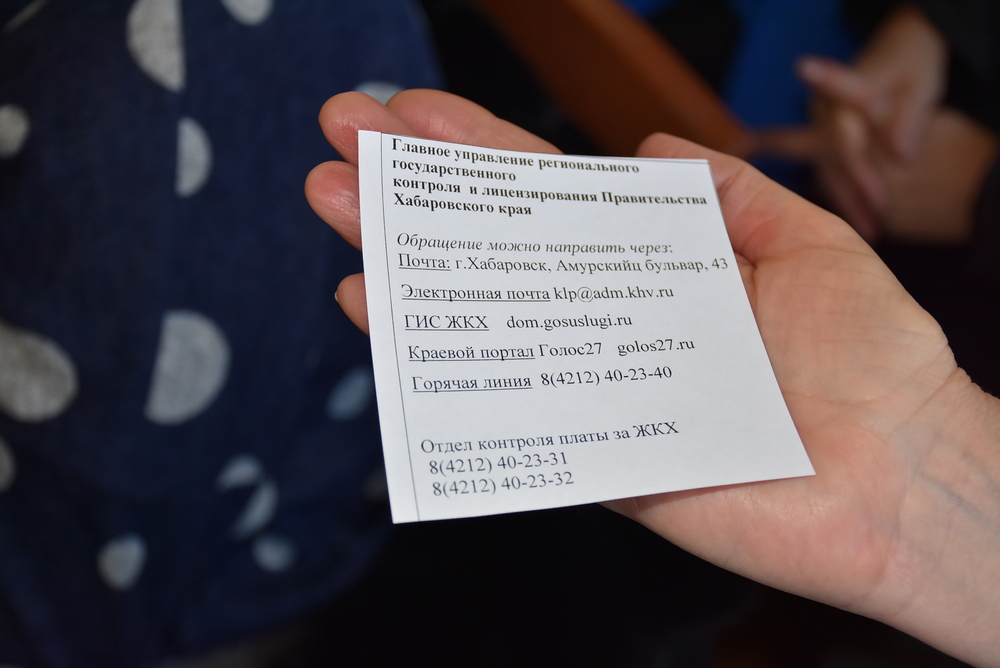 Главное управление регионального
государственного
контроля и лицензирования Правительства
Хабаровского края
Обращение можно направить через:
Почта: г.Хабаровск, Амурскийц бульвар, 43
Электронная почта klp@adm.khv.ru
ГИС ЖКХ dom.gosuslugi.ru
Краевой портал Голос27 golos27.ru
Горячая линия 8(4212) 40-23-40
Отдел контроля платы за ЖКХ
8(4212) 40-23-31
8(4212) 40-23-32